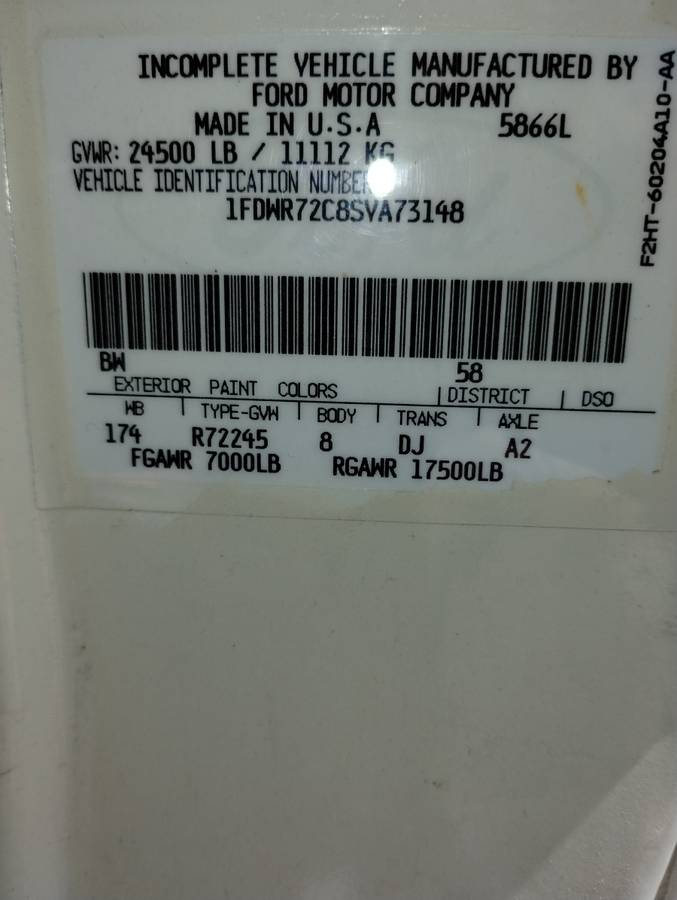 INCOMPLETE VEHICLE MANUFACTURED BY
FORD MOTOR COMPANY
MADE IN U.S.A 5866L
GVWR: 24500 LB / 11112 KG
VEHICLE IDENTIFICATION NUMBER
1FDWR72C8SVA73148
F2HT-60204A10-AA
BW 58
EXTERIOR PAINT COLORS DISTRICT DSO
WB TYPE-GVW BODY TRANS AXLE
174 R72245 8 DJ A2
FGAWR 7000LB RGAWR 17500LB